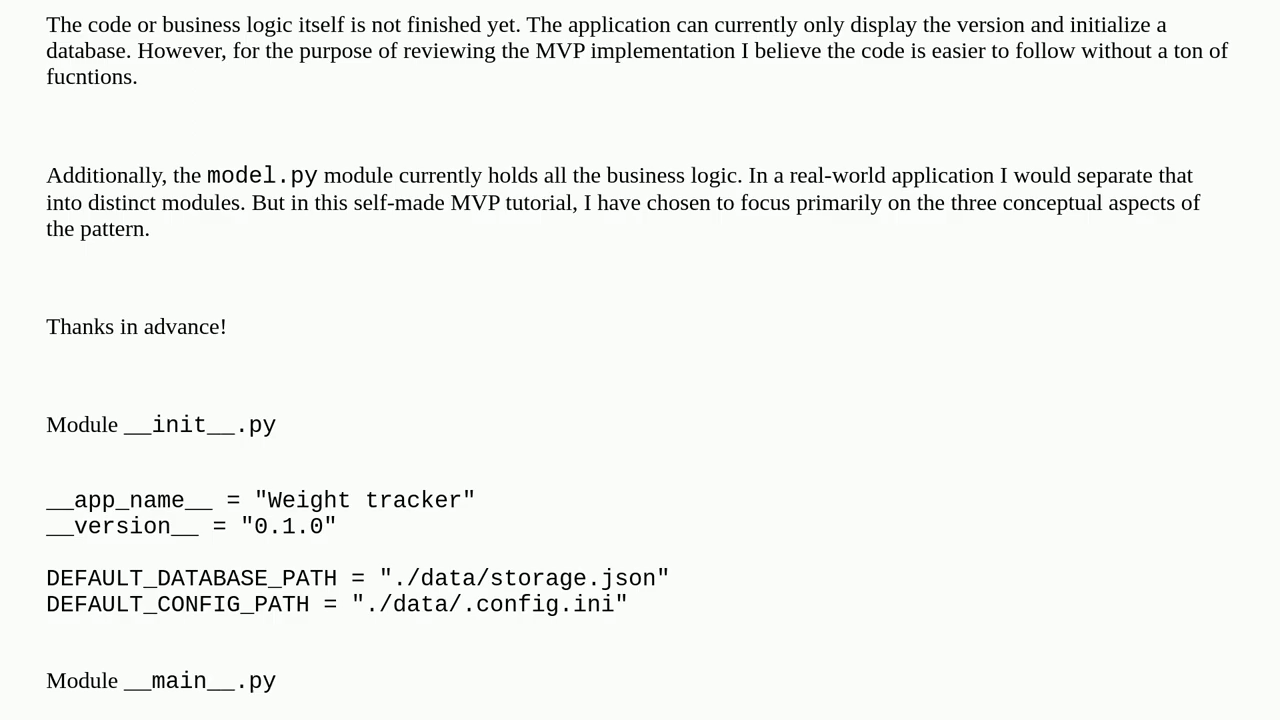 The code or business logic itself is not finished yet. The application can currently only display the version and initialize a
database. However, for the purpose of reviewing the MVP implementation I believe the code is easier to follow without a ton of
fucntions.
Additionally, the model.py module currently holds all the business logic. In a real-world application I would separate that
into distinct modules. But in this self-made MVP tutorial, I have chosen to focus primarily on the three conceptual aspects of
the pattern.
Thanks in advance!
Module __init__.py
__app_name__ = "Weight tracker"
__version__ = "0.1.0"
DEFAULT_DATABASE_PATH = "./data/storage.json"
DEFAULT_CONFIG_PATH = "./data/.config.ini"
Module __main__.py